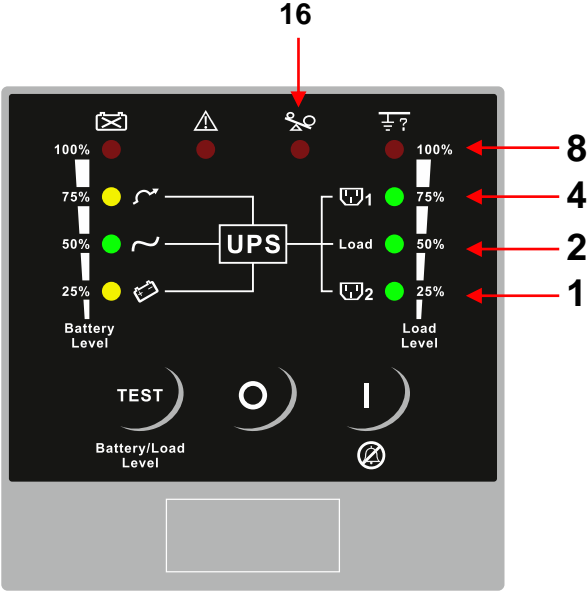 16
?
100%
100%
8
75%
1
75%
4
50%
UPS
Load
50%
2
25%
2
25%
1
Battery
Level
Load
Level
TEST
O
I
Battery/Load
Level